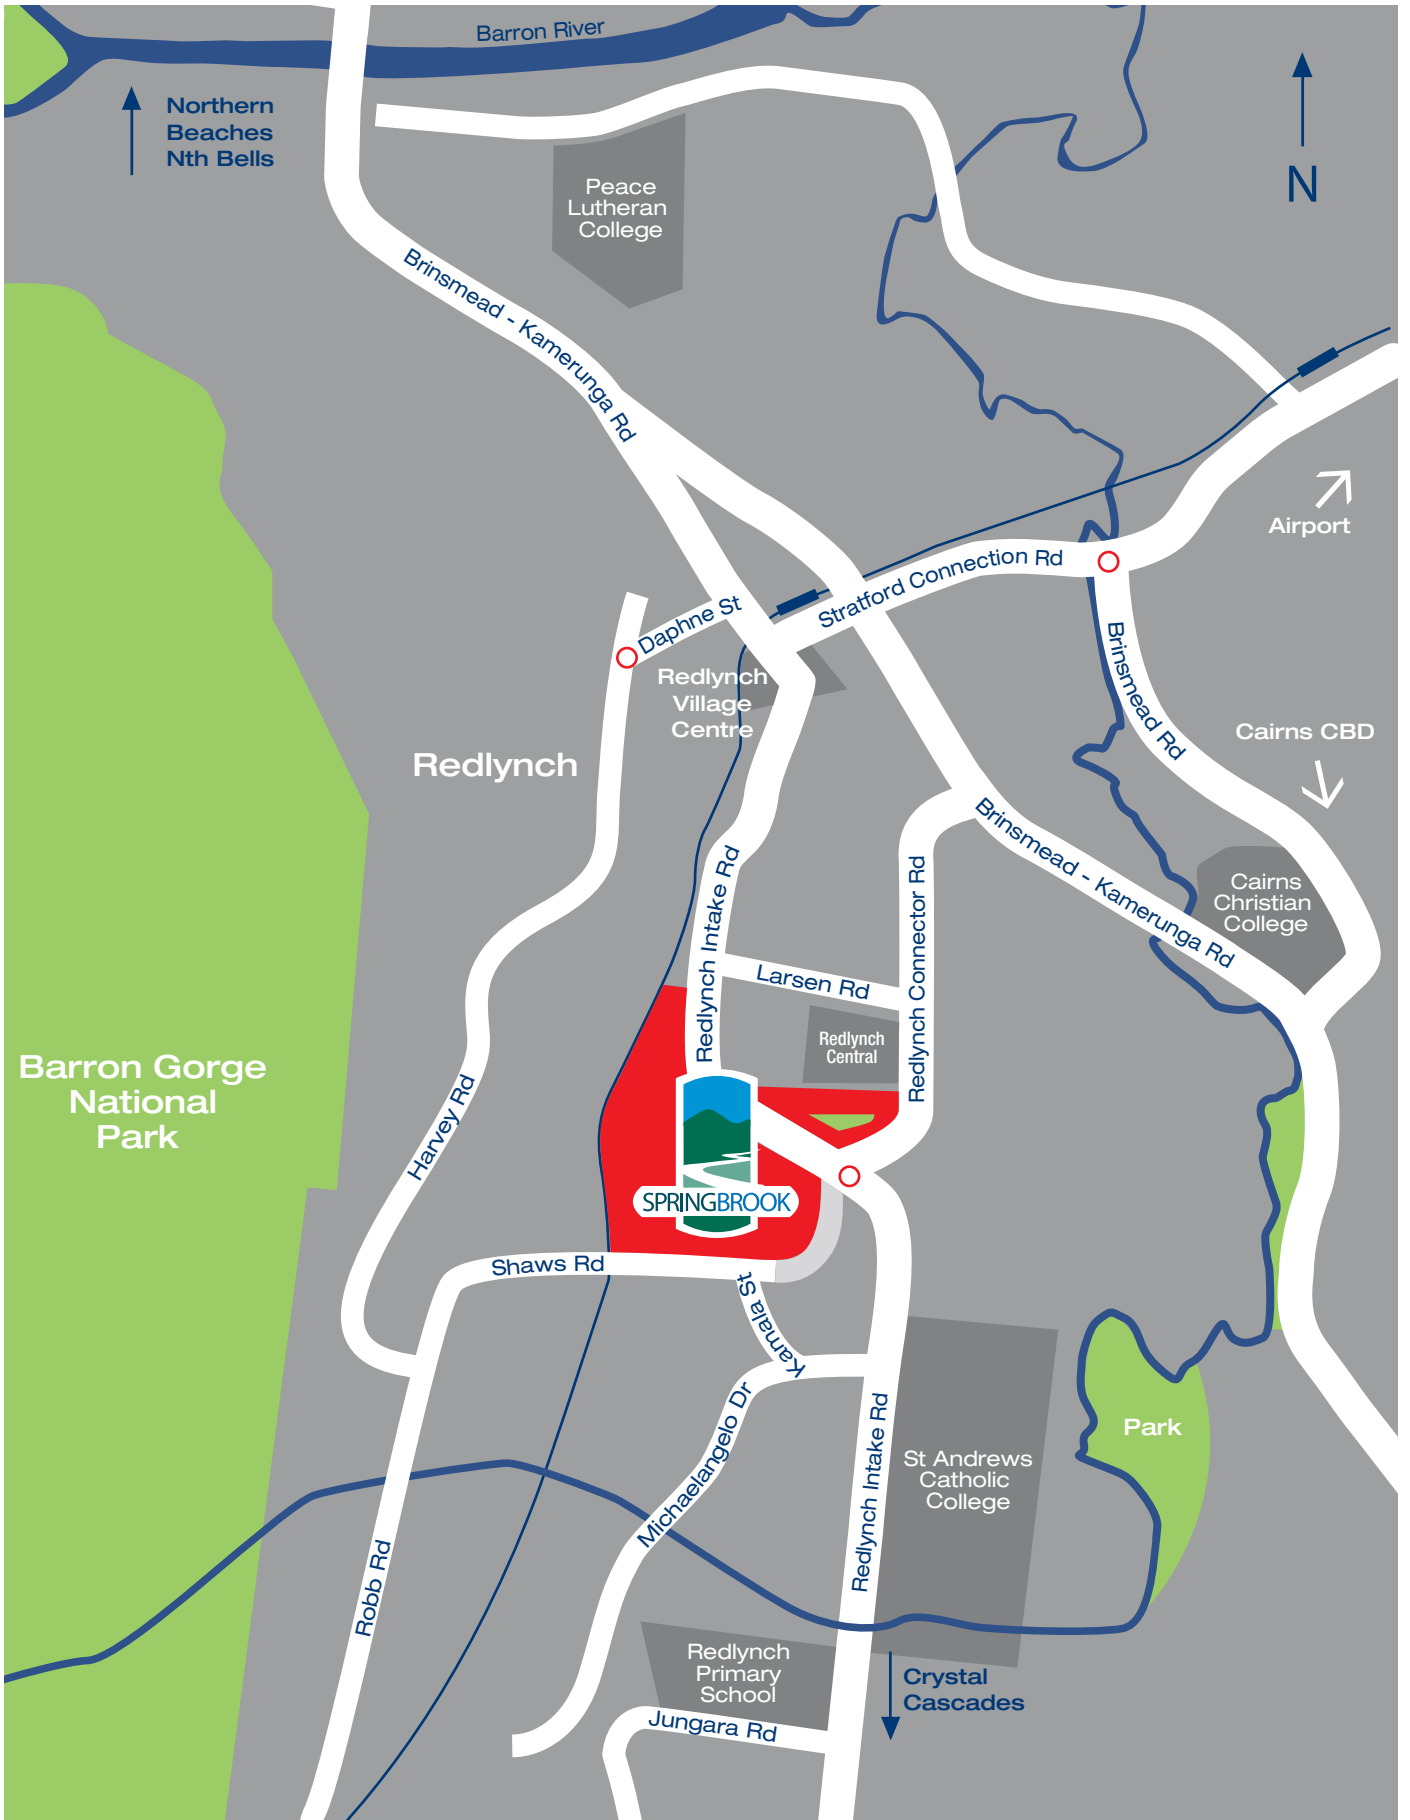 Barron River
Northern
Beaches
Nth Bells
N
Peace
Lutheran
College
Brinsmead - Kamerunga Rd
Airport
Stratford Connection Rd
Daphne St
Brinsmead Rd
Redlynch
Village
Centre
Cairns CBD
Redlynch
Brinsmead - Kamerunga Rd
Redlynch Intake Rd
Redlynch Connector Rd
Cairns
Christian
College
Larsen Rd
Redlynch
Central
Barron Gorge
National
Park
Harvey Rd
SPRINGBROOK
Shaws Rd
Kamala St
Michaelangelo Dr
Redlynch Intake Rd
Park
St Andrews
Catholic
College
Robb Rd
Redlynch
Primary
School
Crystal
Cascades
Jungara Rd